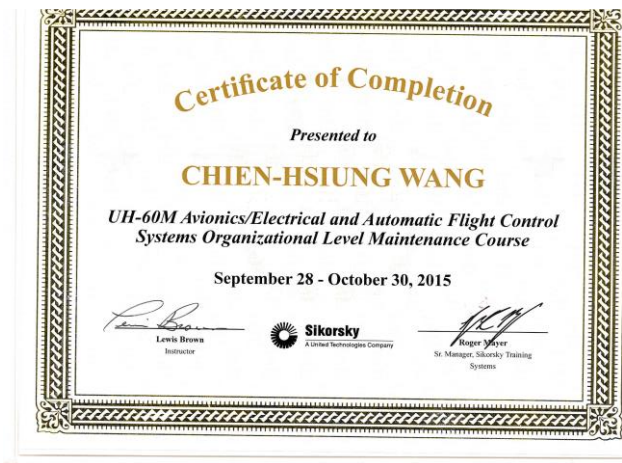 Certificate of Completion
Presented to
CHIEN-HSIUNG WANG
UH-60M Avionics/Electrical and Automatic Flight Control
Systems Organizational Level Maintenance Course
September 28 - October 30, 2015
Lewis Brown
Instructor
Sikorsky
A United Technologies Company
Roger Mayer
Sr. Manager, Sikorsky Training
Systems